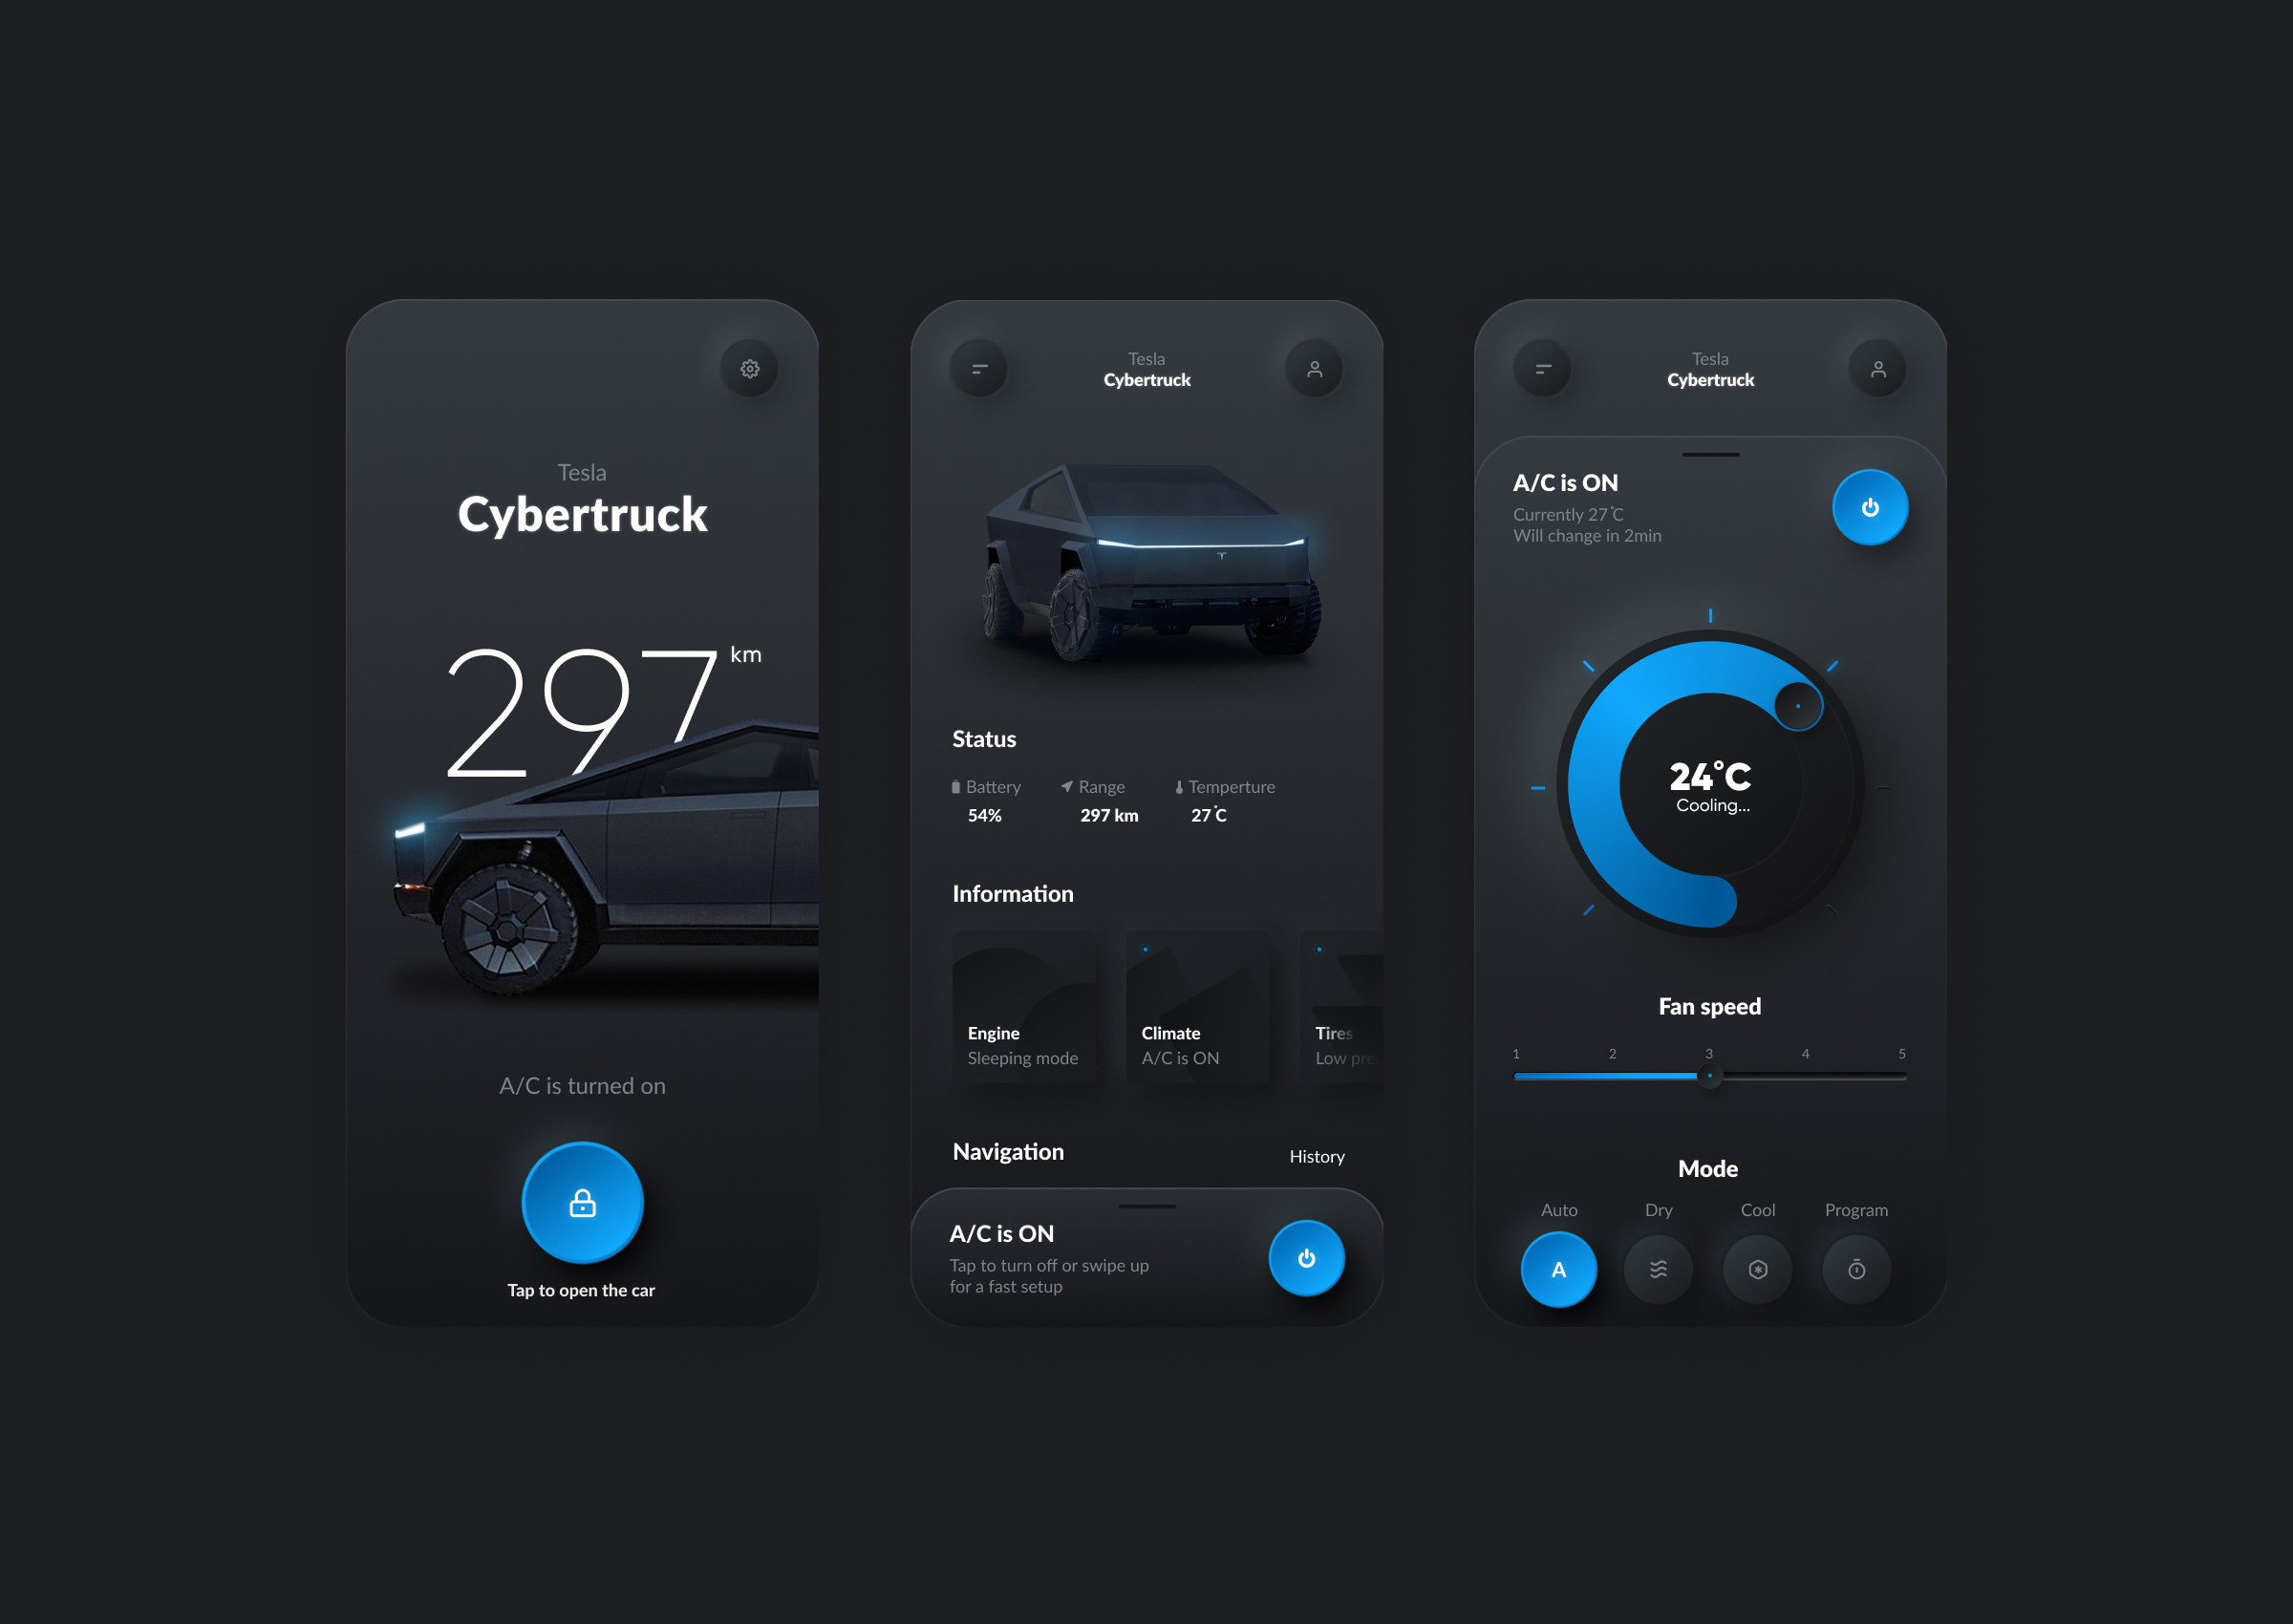 Tesla
Cybertruck
297 km
A/C is turned on
Tap to open the car
Tesla
Cybertruck
Status
Battery Range Temperture
54% 297 km 27°C
Information
Engine Climate Tires
Sleeping mode A/C is ON Low pre
Navigation History
A/C is ON
Tap to turn off or swipe up
for a fast setup
Tesla
Cybertruck
A/C is ON
Currently 27°C
Will change in 2min
24°C
Cooling...
Fan speed
1 2 3 4 5
Mode
Auto Dry Cool Program
A